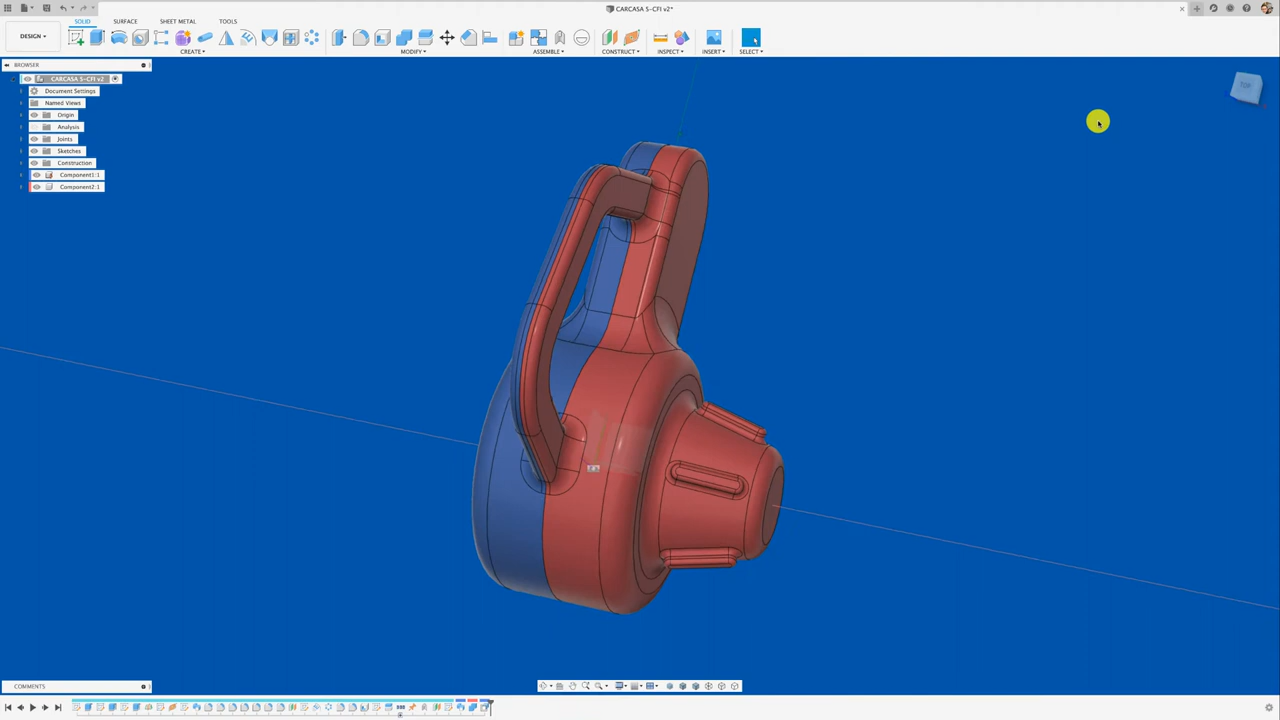 CARCASA S-CFI v2*
SOLID SURFACE SHEET METAL TOOLS
DESIGN
CREATE MODIFY ASSEMBLE CONSTRUCT INSPECT INSERT SELECT
BROWSER
CARCASA S-CFI v2
Document Settings
Named Views
Origin
Analysis
Joints
Sketches
Construction
Component1:1
Component2:1
TOP
COMMENTS